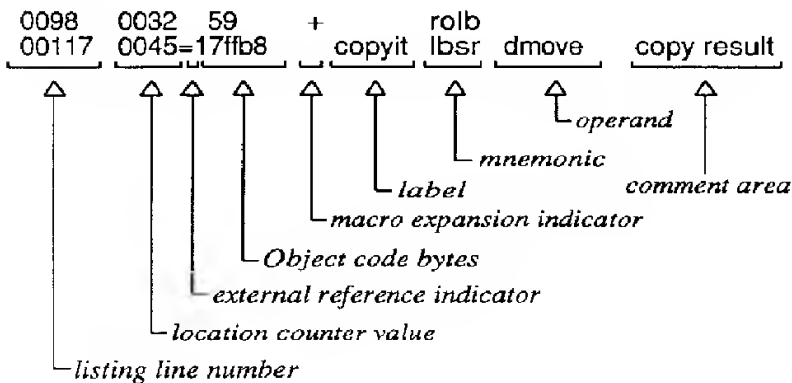 0098 0032 59 + rolb
00117 0045=17ffb8 copyit lbsr dmove copy result
operand
mnemonic
label comment area
macro expansion indicator
Object code bytes
external reference indicator
location counter value
listing line number